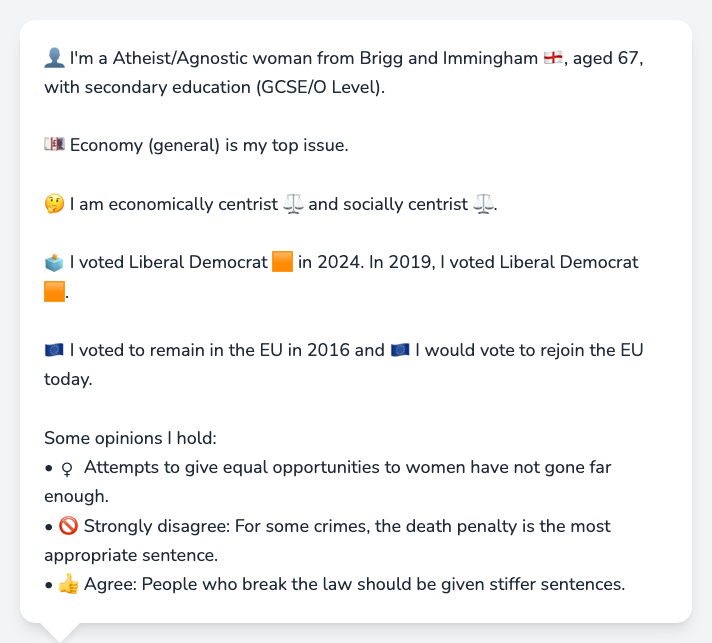 👤 I'm a Atheist/Agnostic woman from Brigg and Immingham 🏴󠁧󠁢󠁥󠁮󠁧󠁿, aged 67,
with secondary education (GCSE/O Level).
💷 Economy (general) is my top issue.
🤔 I am economically centrist ⚖️ and socially centrist ⚖️.
🗳️ I voted Liberal Democrat 🟧 in 2024. In 2019, I voted Liberal Democrat
🟧.
🇪🇺 I voted to remain in the EU in 2016 and 🇪🇺 I would vote to rejoin the EU
today.
Some opinions I hold:
• ♀ Attempts to give equal opportunities to women have not gone far
enough.
• 🚫 Strongly disagree: For some crimes, the death penalty is the most
appropriate sentence.
• 👍 Agree: People who break the law should be given stiffer sentences.